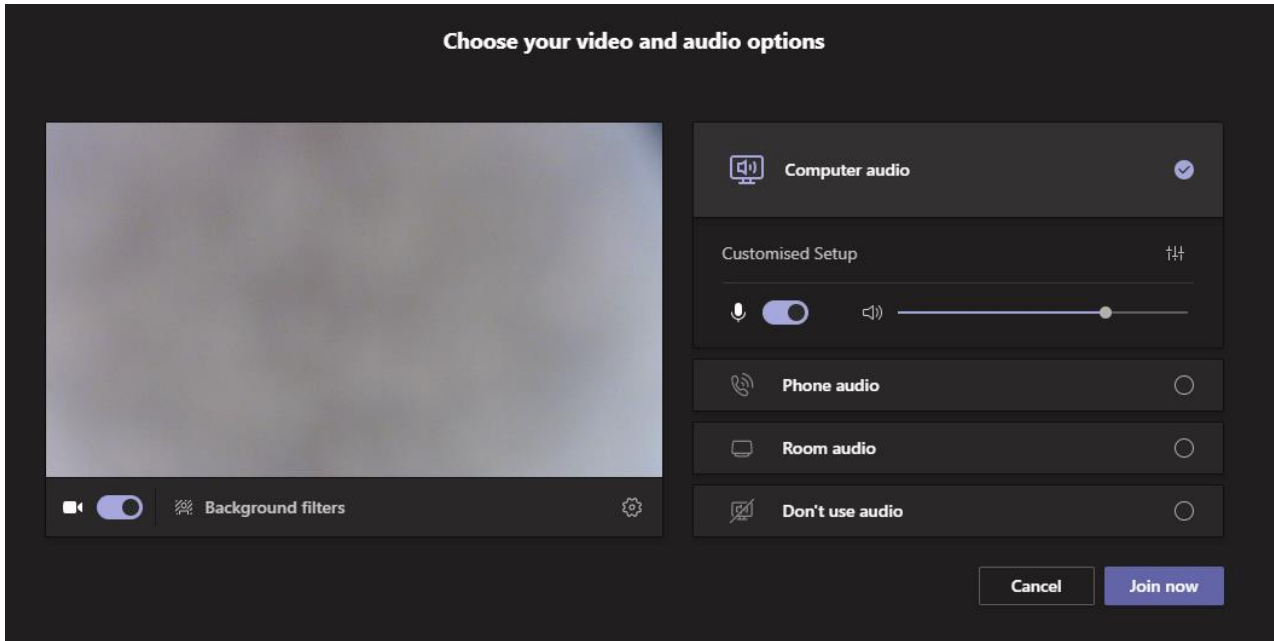 Choose your video and audio options
Computer audio
Customised Setup
Phone audio
Room audio
Background filters
Don't use audio
Cancel
Join now